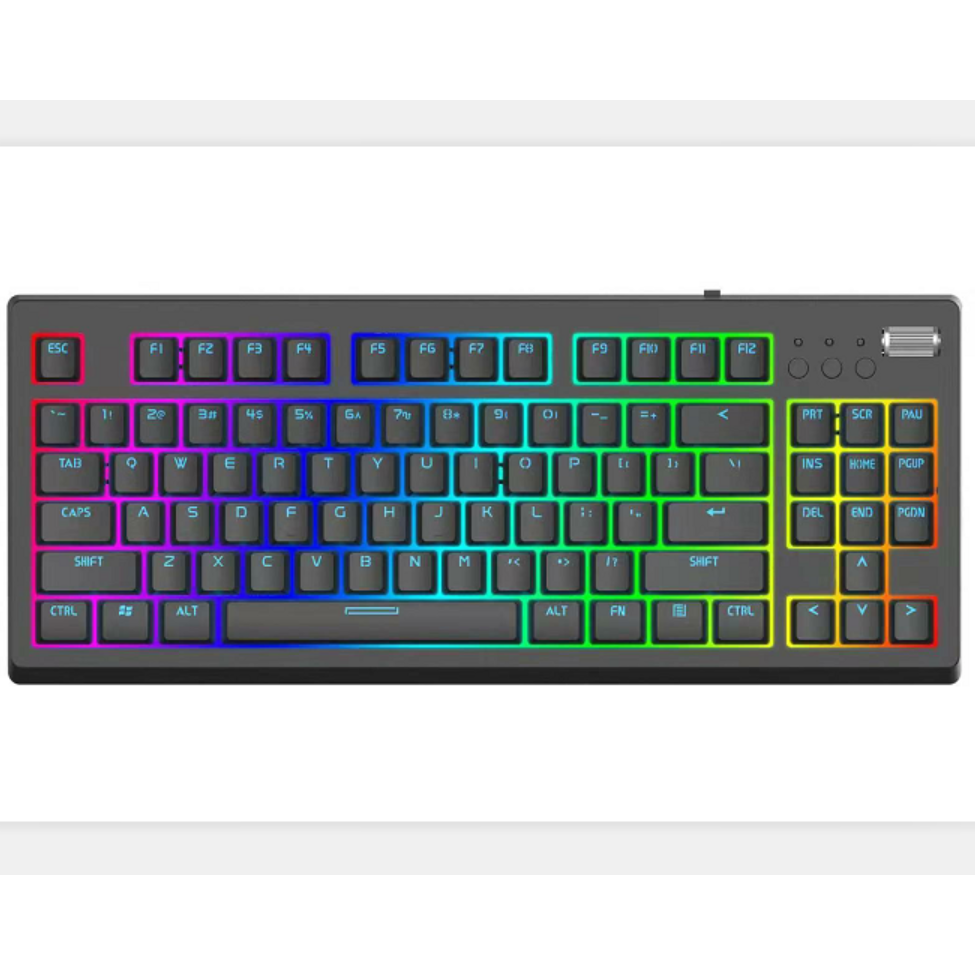 ESC F1 F2 F3 F4 F5 F6 F7 F8 F9 F10 F11 F12
`~ 1! 2@ 3# 4$ 5% 6^ 7& 8* 9( 0) -_ =+ < PRT SCR PAU
TAB Q W E R T Y U I O P [{ ]} \| INS HOME PGUP
CAPS A S D F G H J K L ;: '" ↵ DEL END PGDN
SHIFT Z X C V B N M ,< .> /? SHIFT ^
CTRL ALT ALT FN CTRL < V >